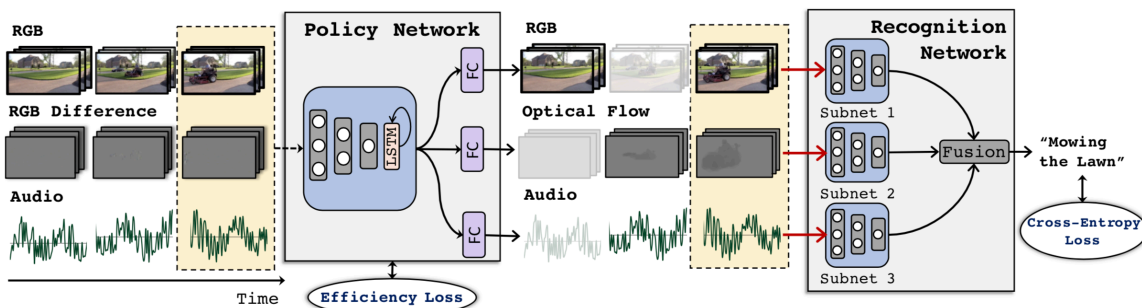 RGB
RGB Difference
Audio
Time
Policy Network
LSTM
FC
FC
FC
Efficiency Loss
RGB
Optical Flow
Audio
Recognition
Network
Subnet 1
Subnet 2
Subnet 3
Fusion
“Mowing
the Lawn”
Cross-Entropy
Loss